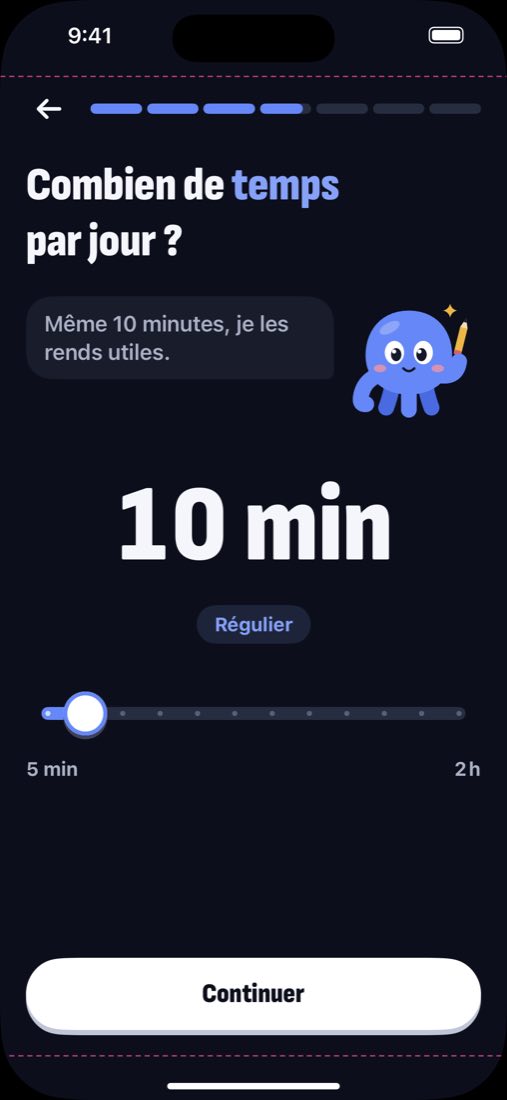 9:41
Combien de temps
par jour ?
Même 10 minutes, je les
rends utiles.
10 min
Régulier
5 min
2 h
Continuer